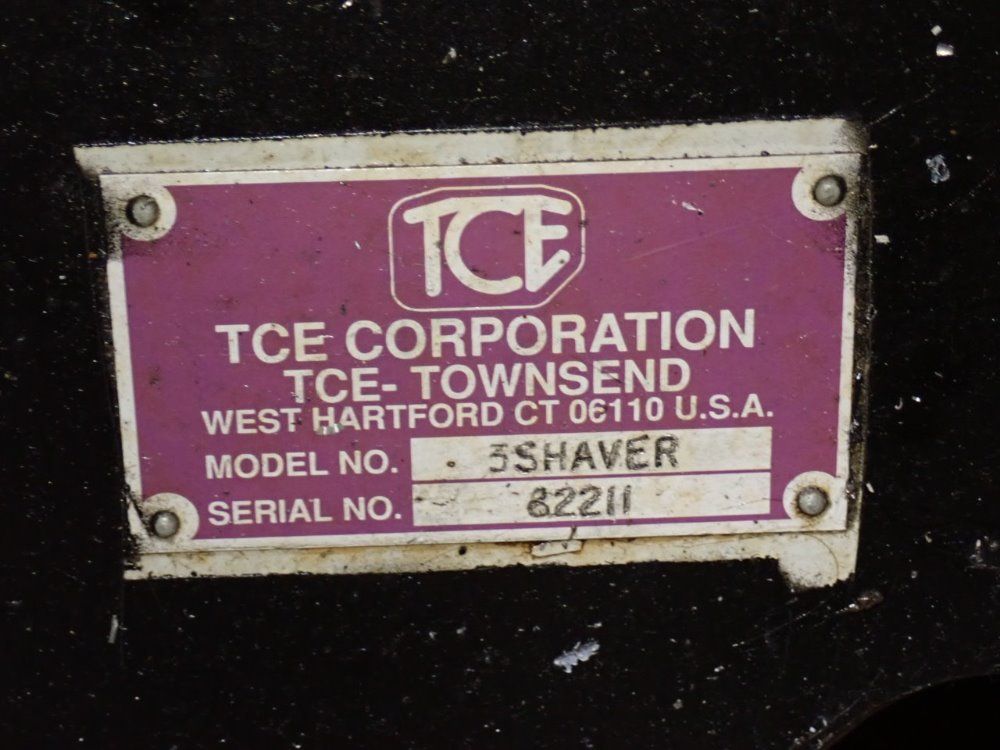 TCE
TCE CORPORATION
TCE- TOWNSEND
WEST HARTFORD CT 06110 U.S.A.
MODEL NO. 3SHAVER
SERIAL NO. 82211